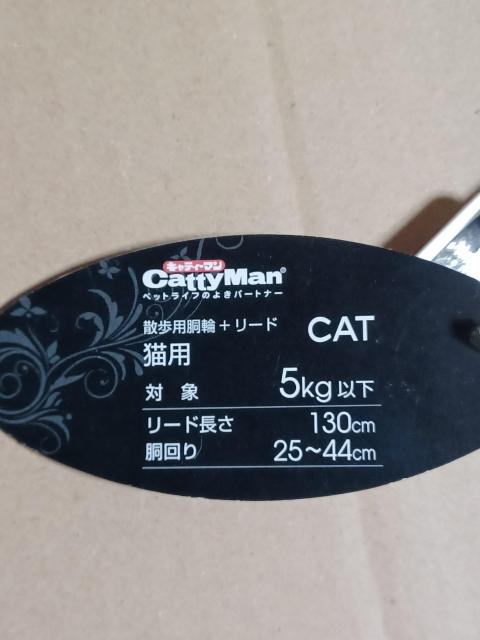 キャティーマン
CattyMan®
ペットライフのよきパートナー
散歩用胴輪+リード CAT
猫用
対 象 5kg以下
リード長さ 130cm
胴回り 25~44cm